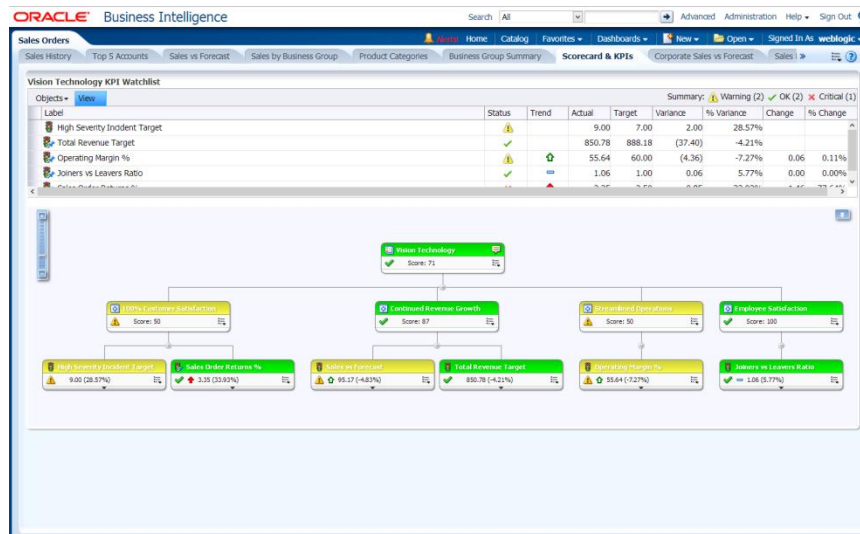 ORACLE Business Intelligence
Search All Advanced Administration Help Sign Out
Sales Orders
Alerts! Home Catalog Favorites Dashboards New Open Signed In As weblogic
Sales History Top 5 Accounts Sales vs Forecast Sales by Business Group Product Categories Business Group Summary Scorecard & KPIs Corporate Sales vs Forecast Sales
Vision Technology KPI Watchlist
Objects View Summary: Warning (2) OK (2) Critical (1)
Label Status Trend Actual Target Variance % Variance Change % Change
High Severity Incident Target 9.00 7.00 2.00 28.57%
Total Revenue Target 850.78 888.18 (37.40) -4.21%
Operating Margin % 55.64 60.00 (4.36) -7.27% 0.06 0.11%
Joiners vs Leavers Ratio 1.06 1.00 0.06 5.77% 0.00 0.00%
Vision Technology
Score: 71
100% Customer Satisfaction Continued Revenue Growth Streamlined Operations Employee Satisfaction
Score: 50 Score: 87 Score: 50 Score: 100
High Severity Incident Target Sales Order Returns % Sales vs Forecast Total Revenue Target Operating Margin % Joiners vs Leavers Ratio
9.00 (28.57%) 3.35 (33.93%) 95.17 (-4.83%) 850.78 (-4.21%) 55.64 (-7.27%) 1.06 (5.77%)